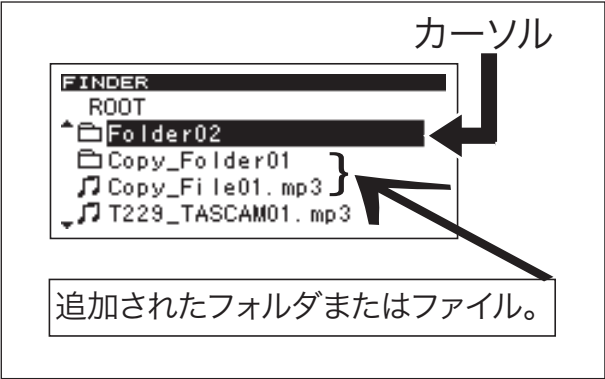 カーソル
FINDER
ROOT
Folder02
Copy_Folder01
Copy_File01.mp3
T229_TASCAM01.mp3
追加されたフォルダまたはファイル。